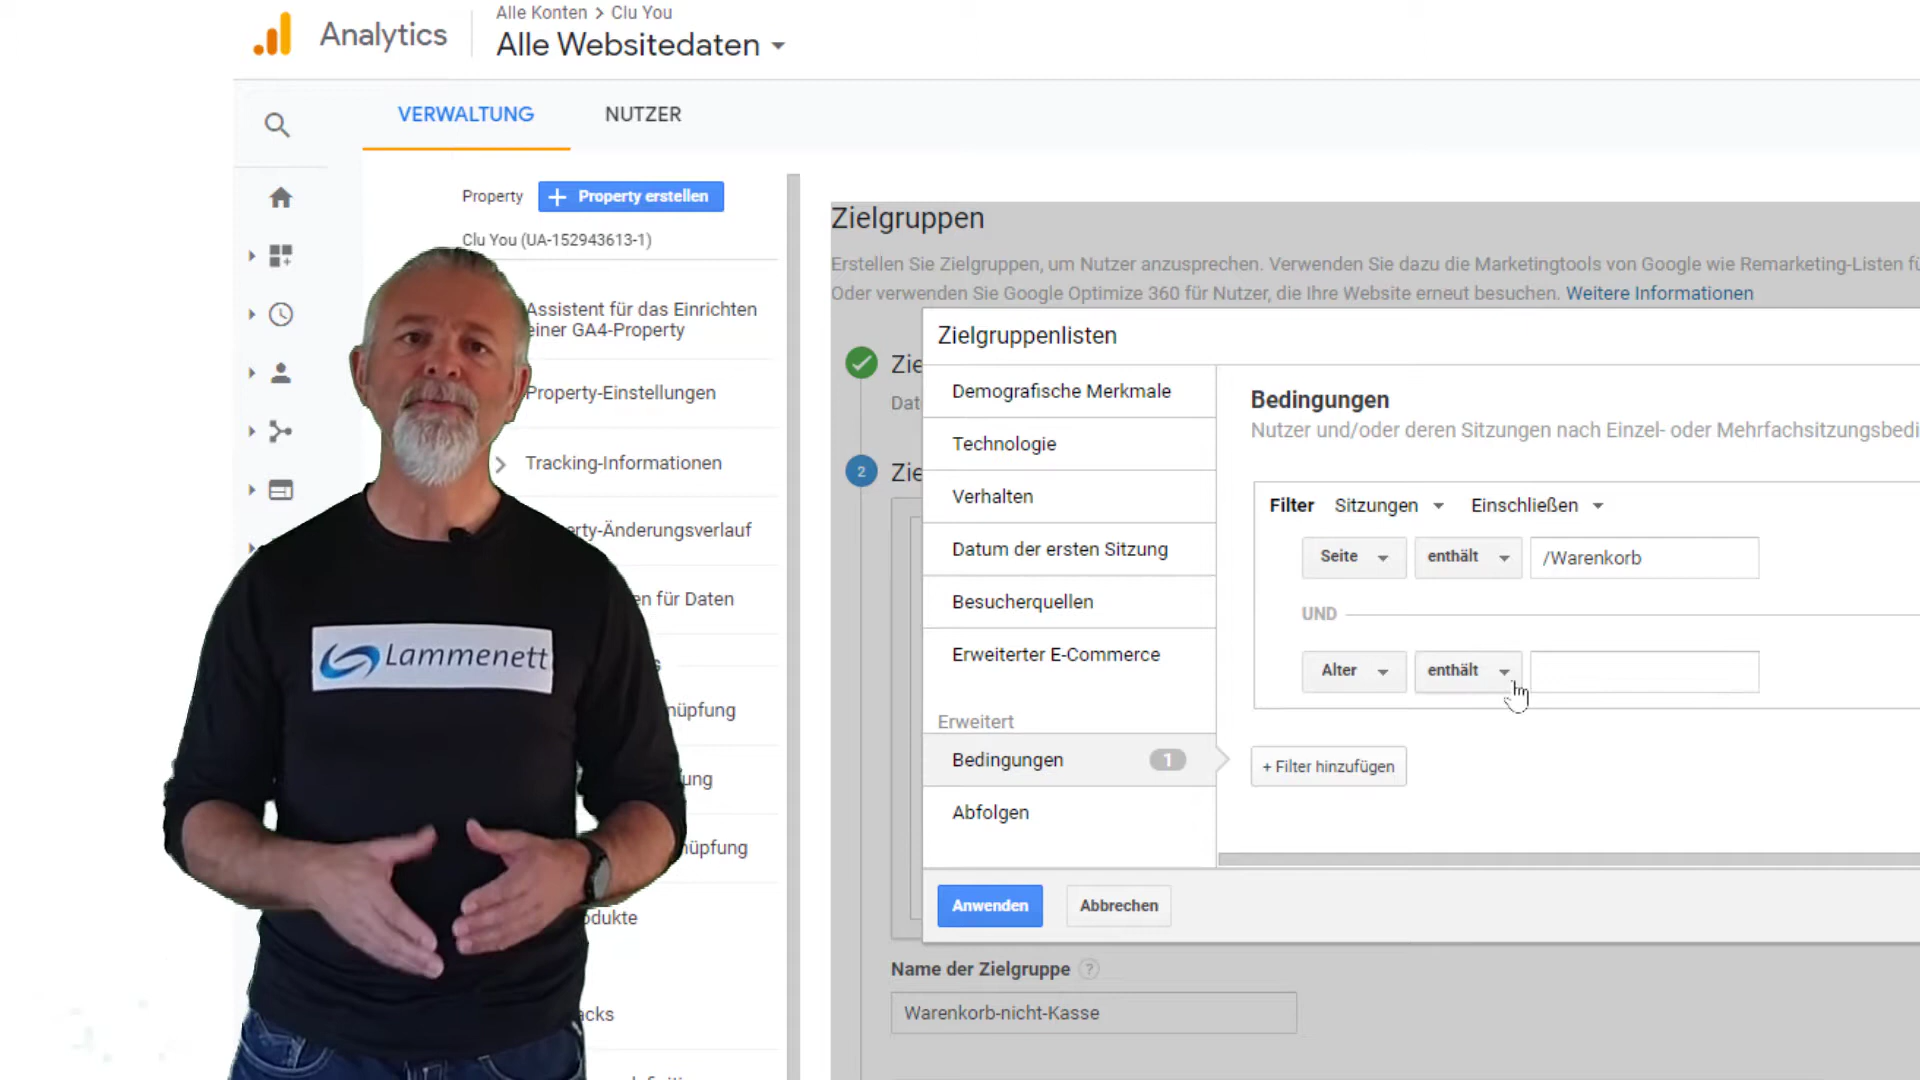 Analytics
Alle Konten > Clu You
Alle Websitedaten
VERWALTUNG
NUTZER
Property
+ Property erstellen
Clu You (UA-152943613-1)
Assistent für das Einrichten
einer GA4-Property
Property-Einstellungen
Tracking-Informationen
erty-Änderungsverlauf
en für Daten
nüpfung
ung
nüpfung
odukte
acks
Lammenett
Zielgruppen
Erstellen Sie Zielgruppen, um Nutzer anzusprechen. Verwenden Sie dazu die Marketingtools von Google wie Remarketing-Listen fü
Oder verwenden Sie Google Optimize 360 für Nutzer, die Ihre Website erneut besuchen. Weitere Informationen
Zie
Dat
2
Zie
Zielgruppenlisten
Demografische Merkmale
Technologie
Verhalten
Datum der ersten Sitzung
Besucherquellen
Erweiterter E-Commerce
Erweitert
Bedingungen 1
Abfolgen
Bedingungen
Nutzer und/oder deren Sitzungen nach Einzel- oder Mehrfachsitzungsbedi
Filter Sitzungen Einschließen
Seite enthält /Warenkorb
UND
Alter enthält
+ Filter hinzufügen
Anwenden
Abbrechen
Name der Zielgruppe ?
Warenkorb-nicht-Kasse